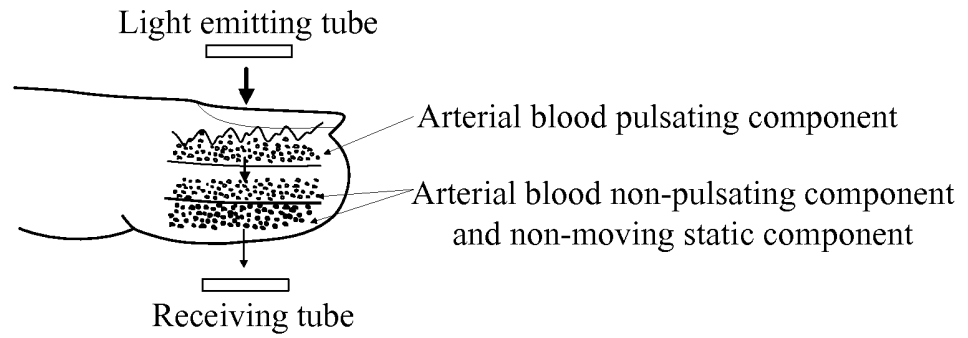 Light emitting tube
Arterial blood pulsating component
Arterial blood non-pulsating component
and non-moving static component
Receiving tube